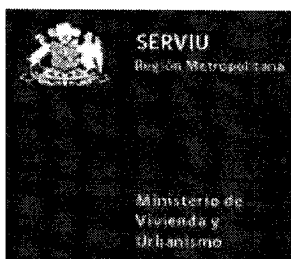 SERVIU
Región Metropolitana
Ministerio de
Vivienda y
Urbanismo